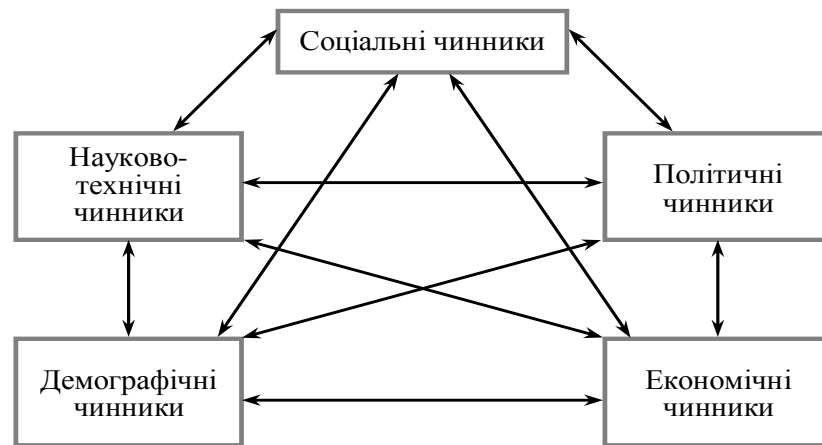 Соціальні чинники
Науково-
технічні
чинники
Політичні
чинники
Демографічні
чинники
Економічні
чинники